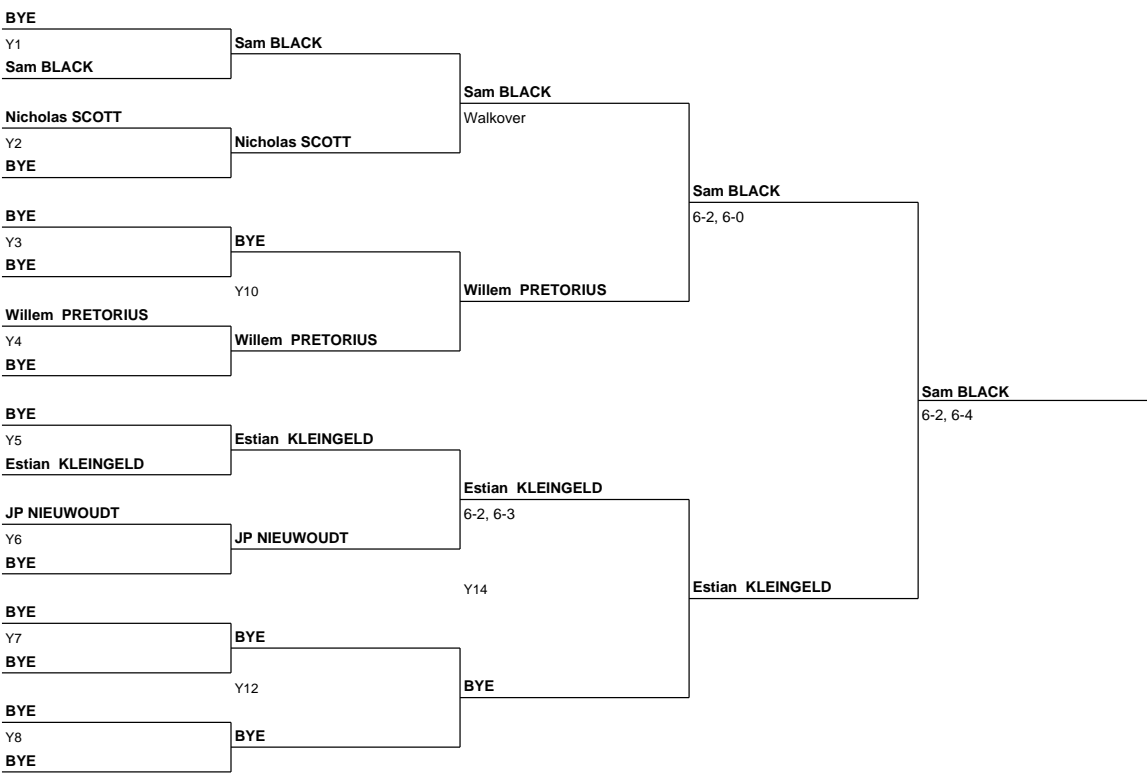 BYE
Y1
Sam BLACK
Nicholas SCOTT
Y2
BYE
BYE
Y3
BYE
Willem PRETORIUS
Y4
BYE
BYE
Y5
Estian KLEINGELD
JP NIEUWOUDT
Y6
BYE
BYE
Y7
BYE
BYE
Y8
BYE
Sam BLACK
Nicholas SCOTT
BYE
Y10
Willem PRETORIUS
Estian KLEINGELD
JP NIEUWOUDT
BYE
Y12
BYE
Sam BLACK
Walkover
Willem PRETORIUS
Estian KLEINGELD
6-2, 6-3
Y14
BYE
Sam BLACK
6-2, 6-0
Estian KLEINGELD
Sam BLACK
6-2, 6-4